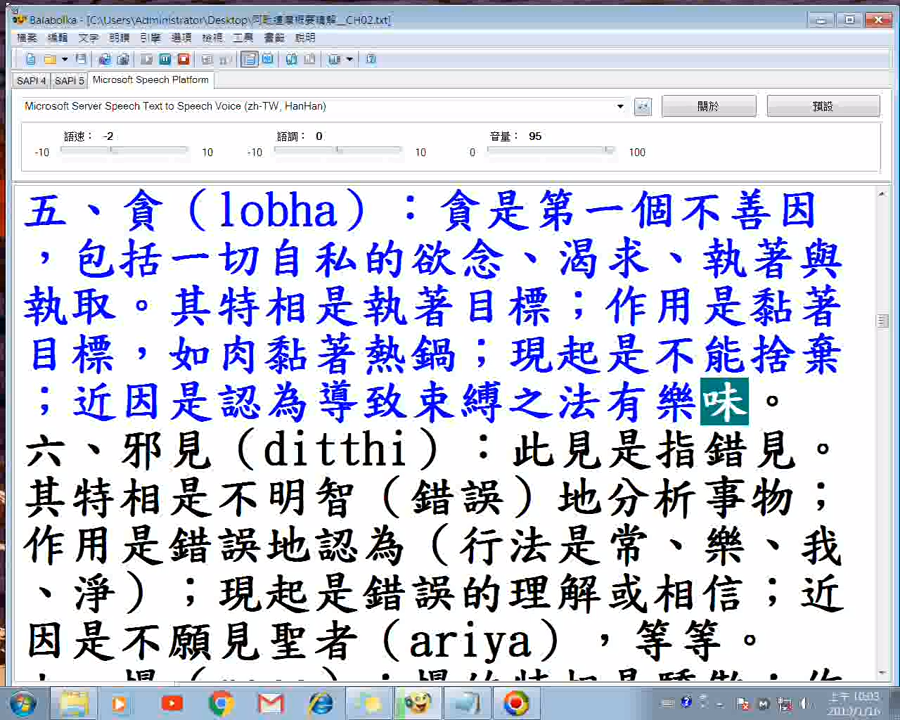 Balabolka - [C:\Users\Administrator\Desktop\阿毗達摩概要精解__CH02.txt]
檔案 編輯 文字 朗讀 引擎 選項 檢視 工具 書籤 說明
SAPI 4 SAPI 5 Microsoft Speech Platform
Microsoft Server Speech Text to Speech Voice (zh-TW, HanHan) 關於 預設
語速： -2 語調： 0 音量： 95
-10 10 -10 10 0 100
五、貪（lobha）：貪是第一個不善因
，包括一切自私的欲念、渴求、執著與
執取。其特相是執著目標；作用是黏著
目標，如肉黏著熱鍋；現起是不能捨棄
；近因是認為導致束縛之法有樂味。
六、邪見（ditthi）：此見是指錯見。
其特相是不明智（錯誤）地分析事物；
作用是錯誤地認為（行法是常、樂、我
、淨）；現起是錯誤的理解或相信；近
因是不願見聖者（ariya），等等。
上午 10:03